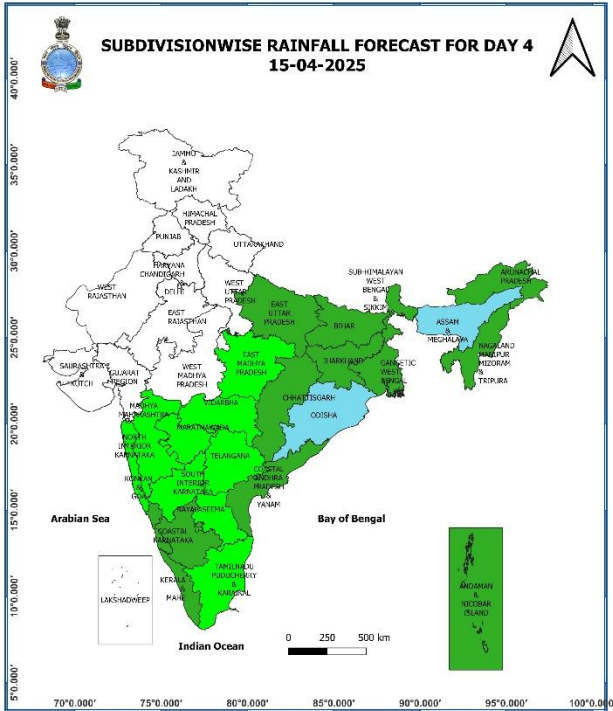 SUBDIVISIONWISE RAINFALL FORECAST FOR DAY 4
15-04-2025
40°0.000'
35°0.000'
30°0.000'
25°0.000'
20°0.000'
15°0.000'
10°0.000'
5°0.000'
JAMMU
&
KASHMIR
AND
LADAKH
HIMACHAL
PRADESH
PUNJAB
UTTARAKHAND
HARYANA
CHANDIGARH
&
DELHI
WEST
RAJASTHAN
WEST
UTTAR
PRADESH
EAST
RAJASTHAN
EAST
UTTAR
PRADESH
SUB-HIMALAYAN
WEST
BENGAL
&
SIKKIM
ARUNACHAL
PRADESH
BIHAR
ASSAM
&
MEGHALAYA
NAGALAND
MANIPUR
MIZORAM
&
TRIPURA
SAURASHTRA
&
KUTCH
GUJARAT
REGION
WEST
MADHYA
PRADESH
EAST
MADHYA
PRADESH
JHARKHAND
GANGETIC
WEST
BENGAL
CHHATTISGARH
ODISHA
VIDARBHA
MADHYA
MAHARASHTRA
MARATHAWADA
NORTH
INTERIOR
KARNATAKA
TELANGANA
KONKAN
&
GOA
SOUTH
INTERIOR
KARNATAKA
COASTAL
ANDHRA
PRADESH
&
YANAM
RAYALASEEMA
COASTAL
KARNATAKA
TAMILNADU
PUDUCHERRY
&
KARAIKAL
KERALA
&
MAHE
LAKSHADWEEP
ANDAMAN
&
NICOBAR
ISLAND
Arabian Sea
Bay of Bengal
Indian Ocean
0 250 500 km
70°0.000' 75°0.000' 80°0.000' 85°0.000' 90°0.000' 95°0.000' 100°0.000'